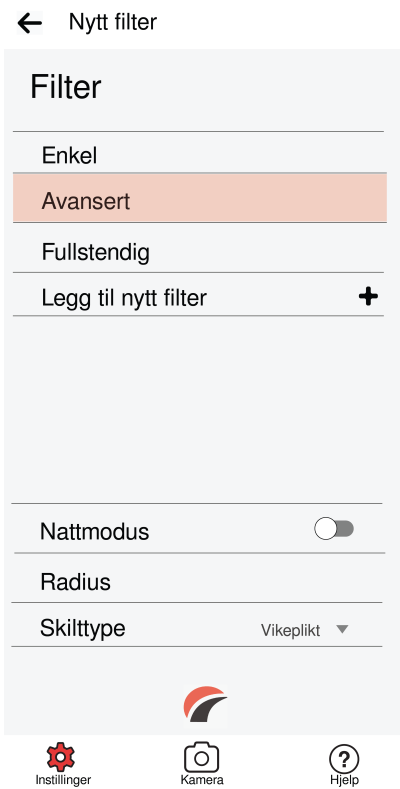 Nytt filter
Filter
Enkel
Avansert
Fullstendig
Legg til nytt filter
Nattmodus
Radius
Skilttype Vikeplikt
Instillinger Kamera Hjelp